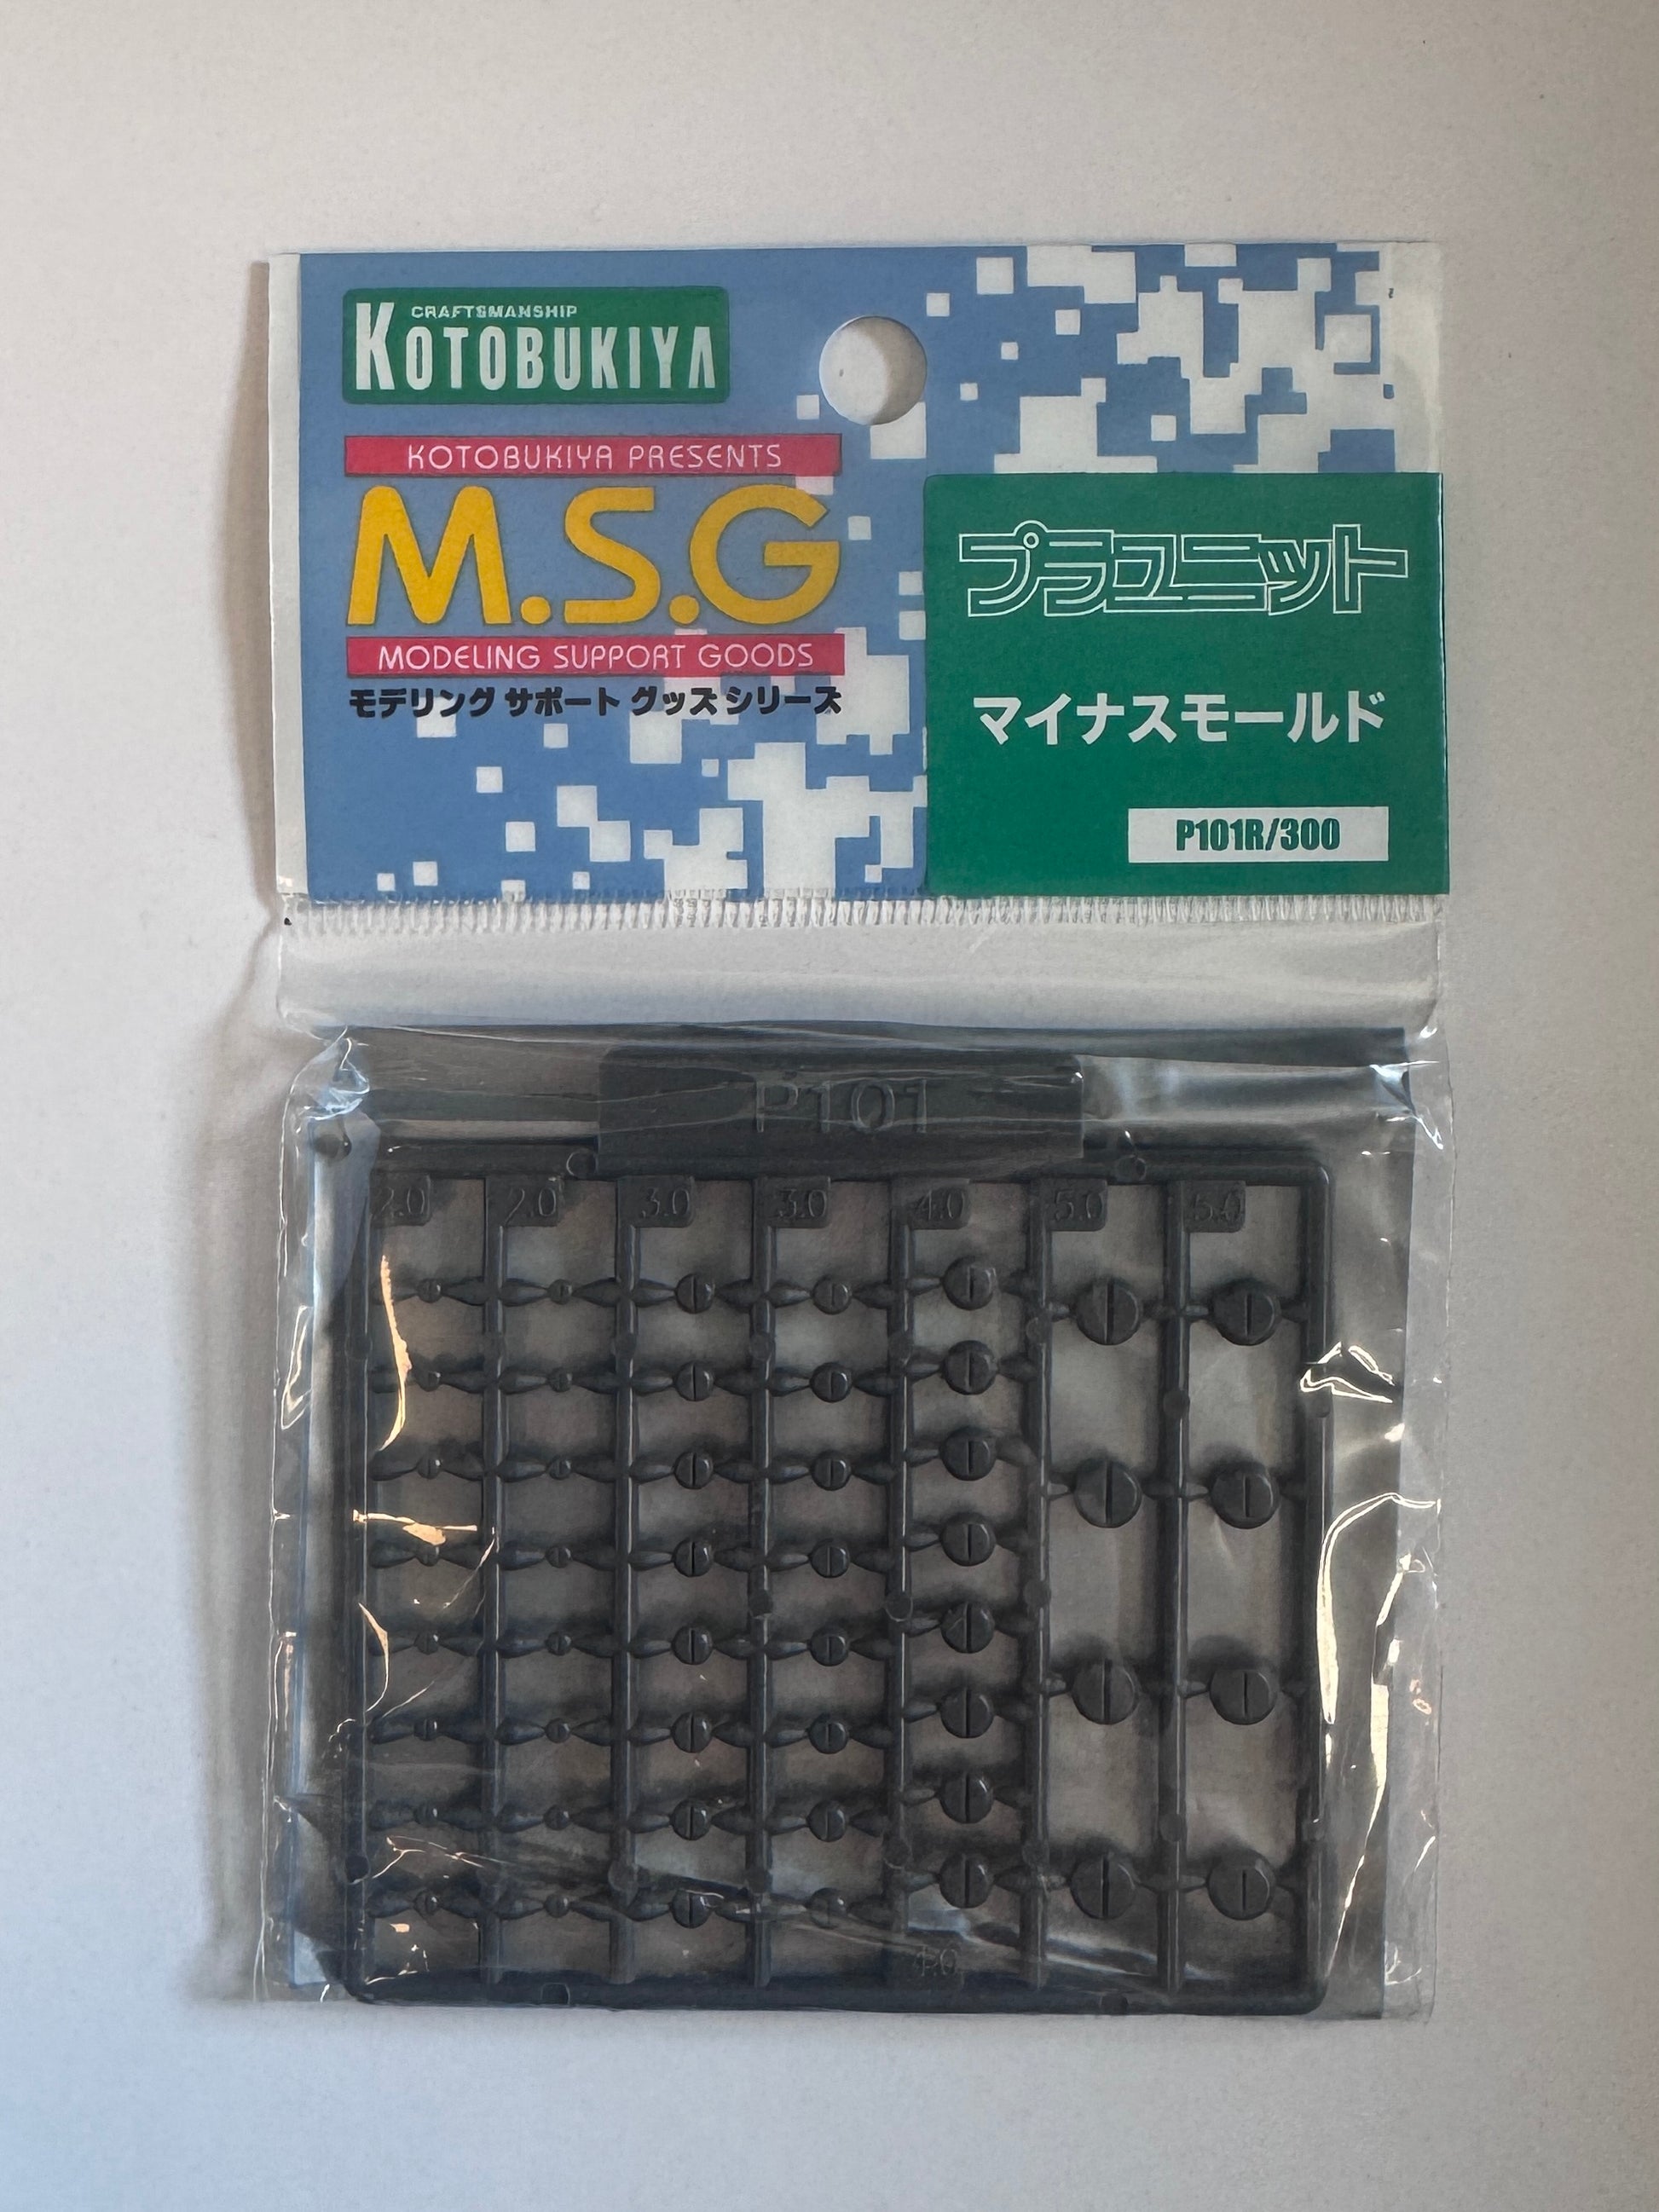 CRAFTSMANSHIP
KOTOBUKIYA
KOTOBUKIYA PRESENTS
M.S.G
MODELING SUPPORT GOODS
モデリング サポート グッズ シリーズ
プラユニット
マイナスモールド
P101R/300
P101
2.0 2.0 3.0 3.0 4.0 5.0 5.0
4.0